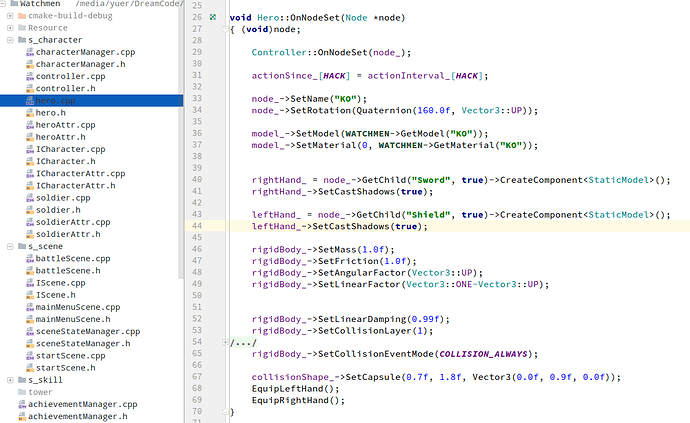 Watchmen /media/yuer/DreamCode/
cmake-build-debug
Resource
s_character
characterManager.cpp
characterManager.h
controller.cpp
controller.h
hero.cpp
hero.h
heroAttr.cpp
heroAttr.h
ICharacter.cpp
ICharacter.h
ICharacterAttr.cpp
ICharacterAttr.h
soldier.cpp
soldier.h
soldierAttr.cpp
soldierAttr.h
s_scene
battleScene.cpp
battleScene.h
IScene.cpp
IScene.h
mainMenuScene.cpp
mainMenuScene.h
sceneStateManager.cpp
sceneStateManager.h
startScene.cpp
startScene.h
s_skill
tower
achievementManager.cpp
achievementManager.h
25
26 void Hero::OnNodeSet(Node *node)
27 { (void)node;
28
29 Controller::OnNodeSet(node_);
30
31 actionSince_[HACK] = actionInterval_[HACK];
32
33 node_->SetName("KO");
34 node_->SetRotation(Quaternion(160.0f, Vector3::UP));
35
36 model_->SetModel(WATCHMEN->GetModel("KO"));
37 model_->SetMaterial(0, WATCHMEN->GetMaterial("KO"));
38
39
40 rightHand_ = node_->GetChild("Sword", true)->CreateComponent<StaticModel>();
41 rightHand_->SetCastShadows(true);
42
43 leftHand_ = node_->GetChild("Shield", true)->CreateComponent<StaticModel>();
44 leftHand_->SetCastShadows(true);
45
46 rigidBody_->SetMass(1.0f);
47 rigidBody_->SetFriction(1.0f);
48 rigidBody_->SetAngularFactor(Vector3::UP);
49 rigidBody_->SetLinearFactor(Vector3::ONE-Vector3::UP);
50
51
52 rigidBody_->SetLinearDamping(0.99f);
53 rigidBody_->SetCollisionLayer(1);
54 /.../
65 rigidBody_->SetCollisionEventMode(COLLISION_ALWAYS);
66
67 collisionShape_->SetCapsule(0.7f, 1.8f, Vector3(0.0f, 0.9f, 0.0f));
68 EquipLeftHand();
69 EquipRightHand();
70 }